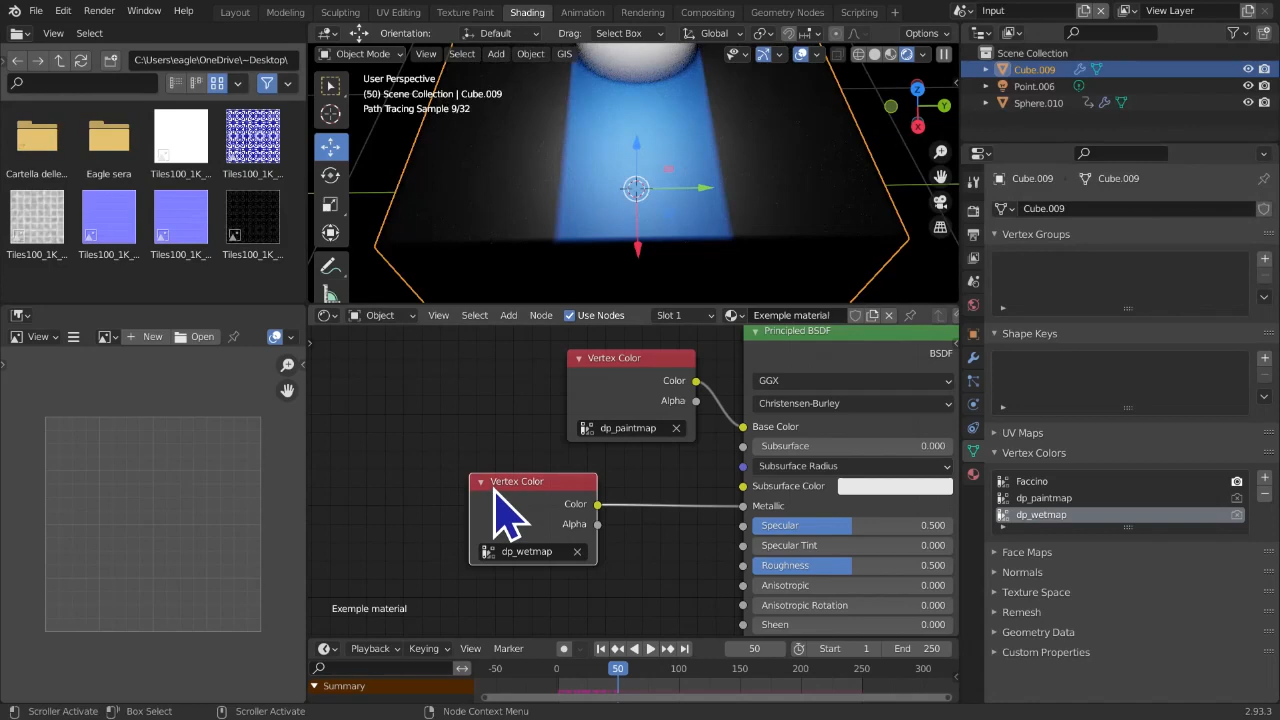 File Edit Render Window Help Layout Modeling Sculpting UV Editing Texture Paint Shading Animation Rendering Compositing Geometry Nodes Scripting + Input View Layer
View Select
Orientation: Default Drag: Select Box Global Options
C:\Users\eagle\OneDrive\~Desktop\
Object Mode View Select Add Object GIS
User Perspective
(50) Scene Collection | Cube.009
Path Tracing Sample 9/32
Z
Y
X
Scene Collection
Cube.009
Point.006
Sphere.010
Cartella delle... Eagle sera Tiles100_1K_... Tiles100_1K_...
Tiles100_1K_... Tiles100_1K_... Tiles100_1K_... Tiles100_1K_...
Cube.009 Cube.009
Cube.009
Vertex Groups
Shape Keys
UV Maps
Vertex Colors
Faccino
dp_paintmap
dp_wetmap
Face Maps
Normals
Texture Space
Remesh
Geometry Data
Custom Properties
View New Open
Object View Select Add Node Use Nodes Slot 1 Exemple material
Vertex Color
Color
Alpha
dp_paintmap
Vertex Color
Color
Alpha
dp_wetmap
Principled BSDF
BSDF
GGX
Christensen-Burley
Base Color
Subsurface 0.000
Subsurface Radius
Subsurface Color
Metallic
Specular 0.500
Specular Tint 0.000
Roughness 0.500
Anisotropic 0.000
Anisotropic Rotation 0.000
Sheen 0.000
Exemple material
Playback Keying View Marker 50 Start 1 End 250
-50 0 50 100 150 200 250 300
Summary
Scroller Activate Box Select Scroller Activate Node Context Menu 2.93.3